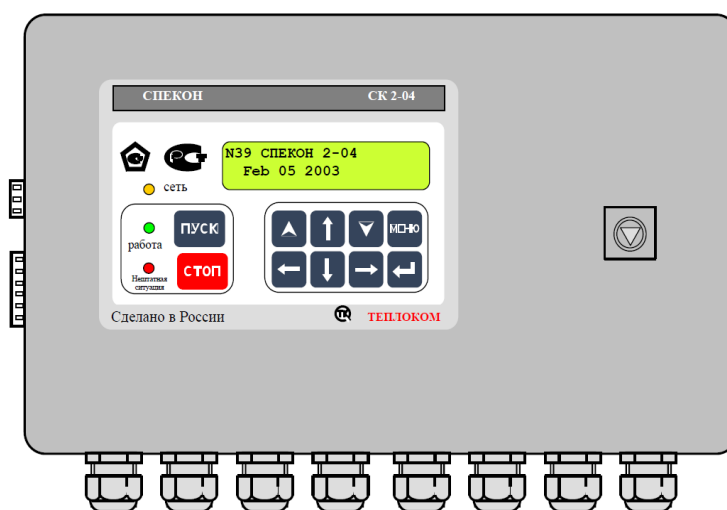 СПЕКОН СК 2-04
N39 СПЕКОН 2-04
Feb 05 2003
сеть
работа
ПУСК
МЕНЮ
Нештатная
ситуация
СТОП
Сделано в России
ТЕПЛОКОМ